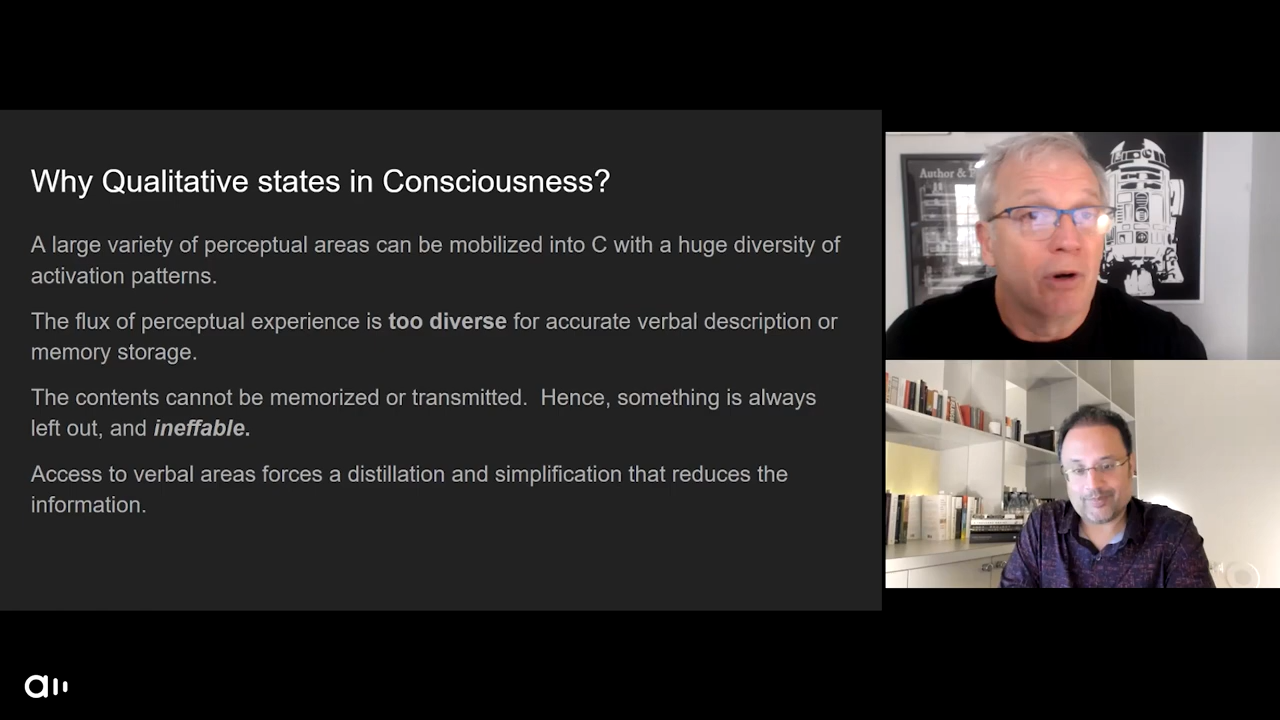 Why Qualitative states in Consciousness?
A large variety of perceptual areas can be mobilized into C with a huge diversity of
activation patterns.
The flux of perceptual experience is too diverse for accurate verbal description or
memory storage.
The contents cannot be memorized or transmitted.  Hence, something is always
left out, and ineffable.
Access to verbal areas forces a distillation and simplification that reduces the
information.
Author &